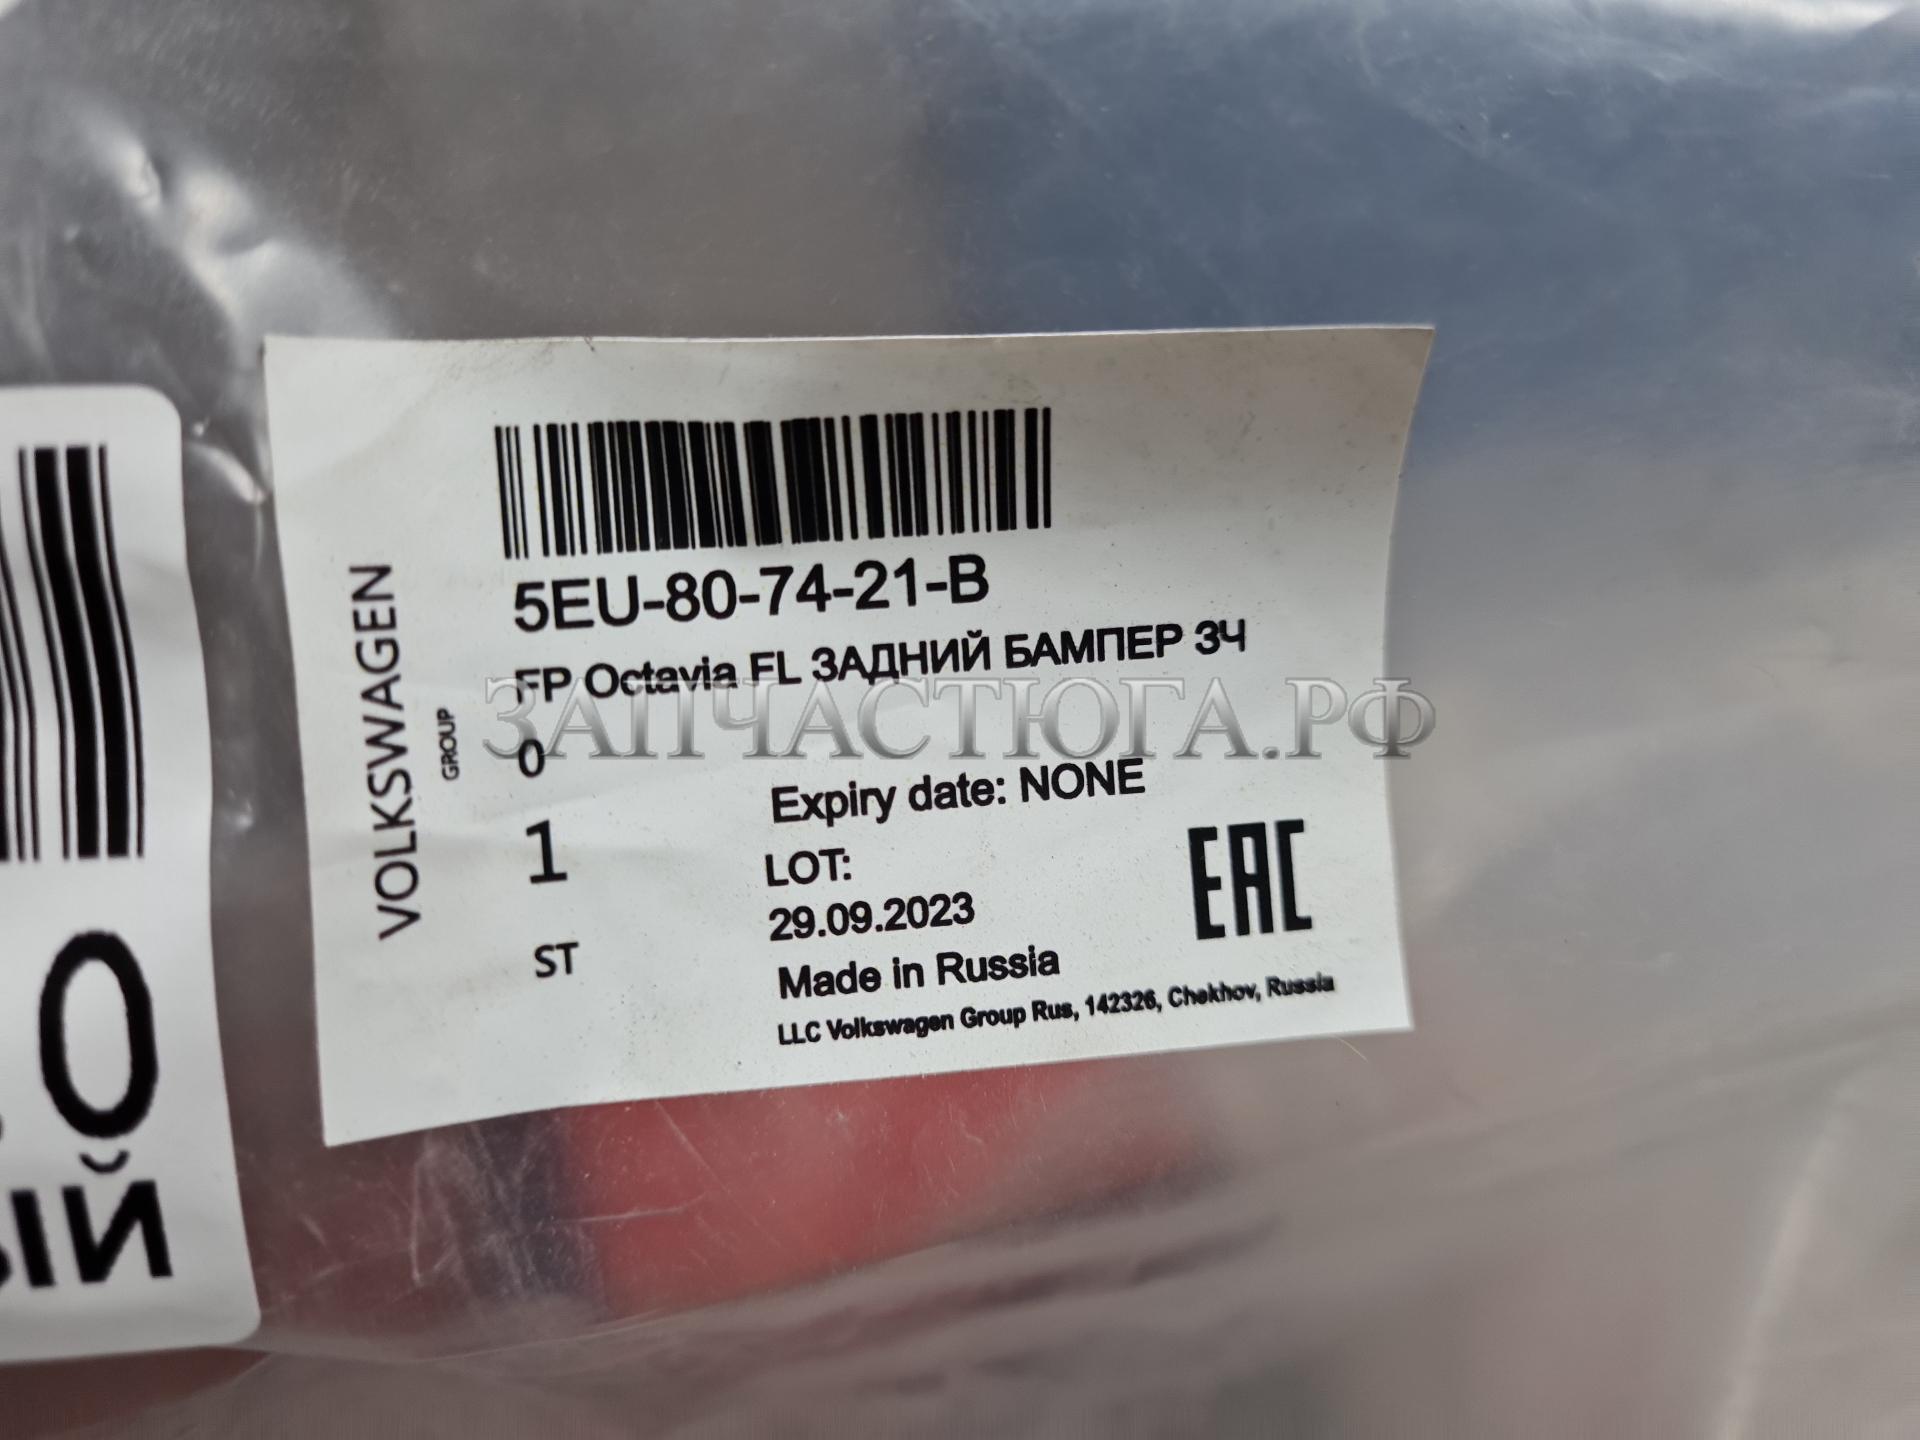 VOLKSWAGEN
GROUP
5EU-80-74-21-B
FP Octavia FL ЗАДНИЙ БАМПЕР ЗЧ
ЗАПЧАСТЮГА.РФ
0
Expiry date: NONE
1
LOT:
29.09.2023
ST
Made in Russia
LLC Volkswagen Group Rus, 142326, Chekhov, Russia
EAC
0
ЫЙ